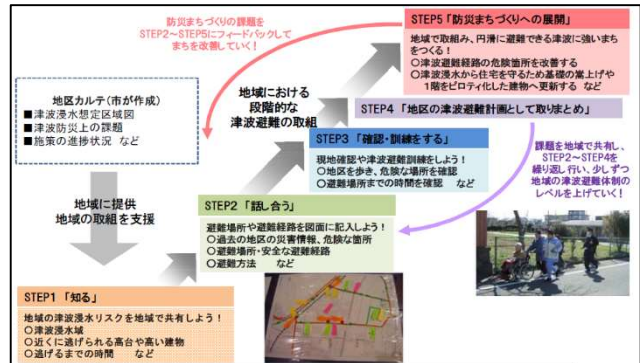 防災まちづくりの課題を
STEP2～STEP5にフィードバックして
まちを改善していく！
STEP5「防災まちづくりへの展開」
地域で取組み、円滑に避難できる津波に強いまち
をつくる！
○津波避難経路の危険箇所を改善する
○津波浸水から住宅を守るため基礎の嵩上げや
1階をピロティ化した建物へ更新する など
地区カルテ（市が作成）
■津波浸水想定区域図
■津波防災上の課題
■施策の進捗状況 など
地域における
段階的な
津波避難の取組
STEP4 「地区の津波避難計画として取りまとめ」
STEP3 「確認・訓練をする」
現地確認や津波避難訓練をしよう！
○地区を歩き、危険な場所を確認
○避難場所までの時間を確認 など
課題を地域で共有し、
STEP2～STEP4を
繰返し行い、少しずつ
地域の津波避難体制の
レベルを上げていく！
地域に提供
地域の取組を支援
STEP2 「話し合う」
避難場所や避難経路を図面に記入しよう！
○過去の地区の災害情報、危険な箇所
○避難場所・安全な避難経路
○避難方法 など
STEP1 「知る」
地域の津波浸水リスクを地域で共有しよう！
○津波浸水域
○近くに逃げられる高台や高い建物
○逃げるまでの時間 など